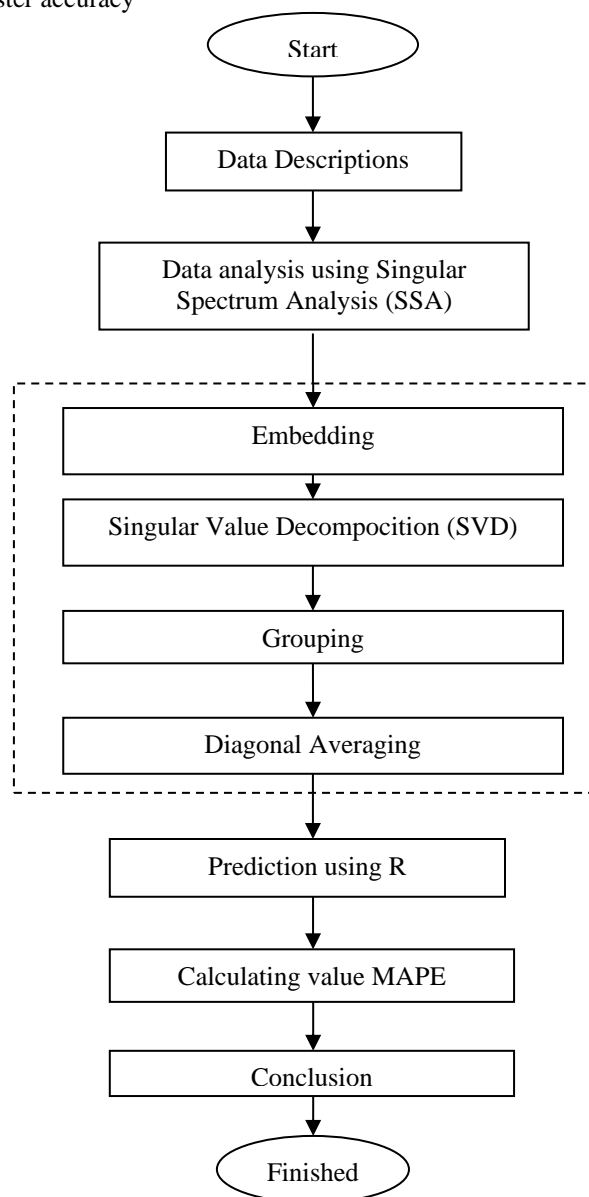 accuracy
Start
Data Descriptions
Data analysis using Singular
Spectrum Analysis (SSA)
Embedding
Singular Value Decompocition (SVD)
Grouping
Diagonal Averaging
Prediction using R
Calculating value MAPE
Conclusion
Finished